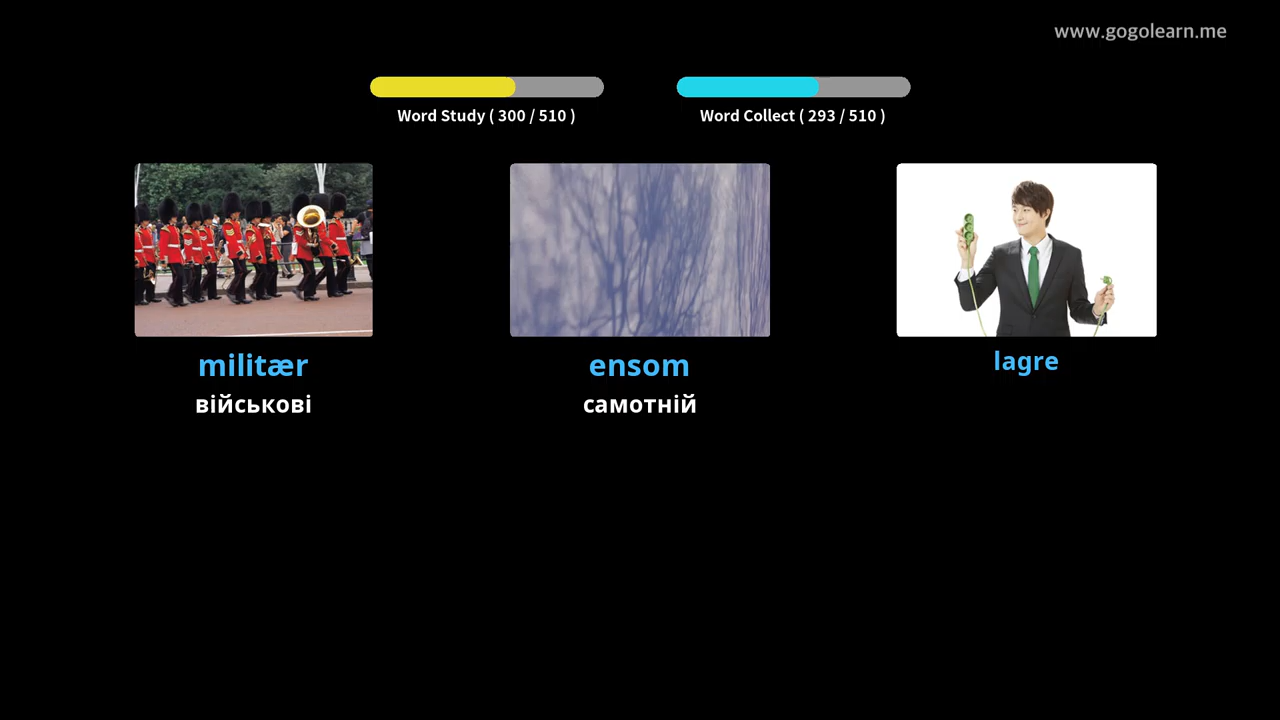 www.gogolearn.me
Word Study ( 300 / 510 )
Word Collect ( 293 / 510 )
militær
військові
ensom
самотній
lagre